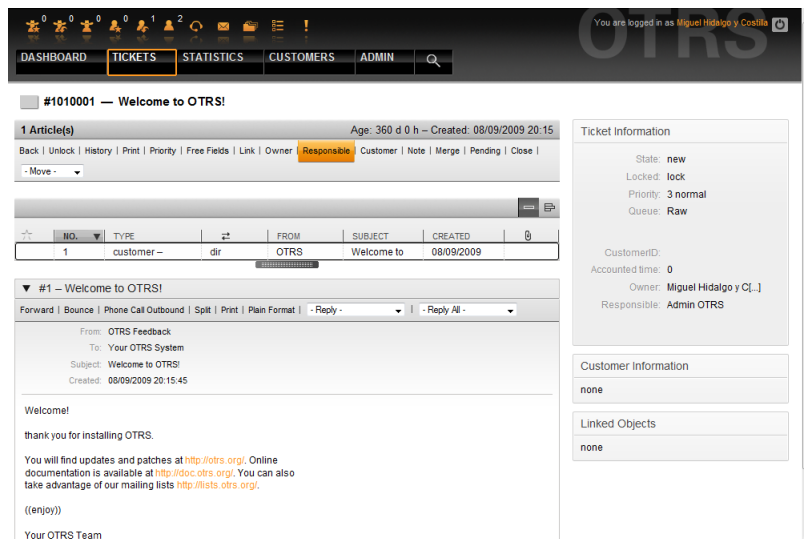 0 0 0 0 1 2
You are logged in as Miguel Hidalgo y Costilla
OTRS
DASHBOARD TICKETS STATISTICS CUSTOMERS ADMIN
#1010001 — Welcome to OTRS!
1 Article(s) Age: 360 d 0 h – Created: 08/09/2009 20:15
Back | Unlock | History | Print | Priority | Free Fields | Link | Owner | Responsible | Customer | Note | Merge | Pending | Close |
- Move -
NO. TYPE FROM SUBJECT CREATED
1 customer – dir OTRS Welcome to 08/09/2009
#1 – Welcome to OTRS!
Forward | Bounce | Phone Call Outbound | Split | Print | Plain Format | - Reply - | - Reply All -
From: OTRS Feedback
To: Your OTRS System
Subject: Welcome to OTRS!
Created: 08/09/2009 20:15:45
Welcome!
thank you for installing OTRS.
You will find updates and patches at http://otrs.org/. Online
documentation is available at http://doc.otrs.org/. You can also
take advantage of our mailing lists http://lists.otrs.org/.
((enjoy))
Your OTRS Team
Ticket Information
State: new
Locked: lock
Priority: 3 normal
Queue: Raw
CustomerID:
Accounted time: 0
Owner: Miguel Hidalgo y C[...]
Responsible: Admin OTRS
Customer Information
none
Linked Objects
none